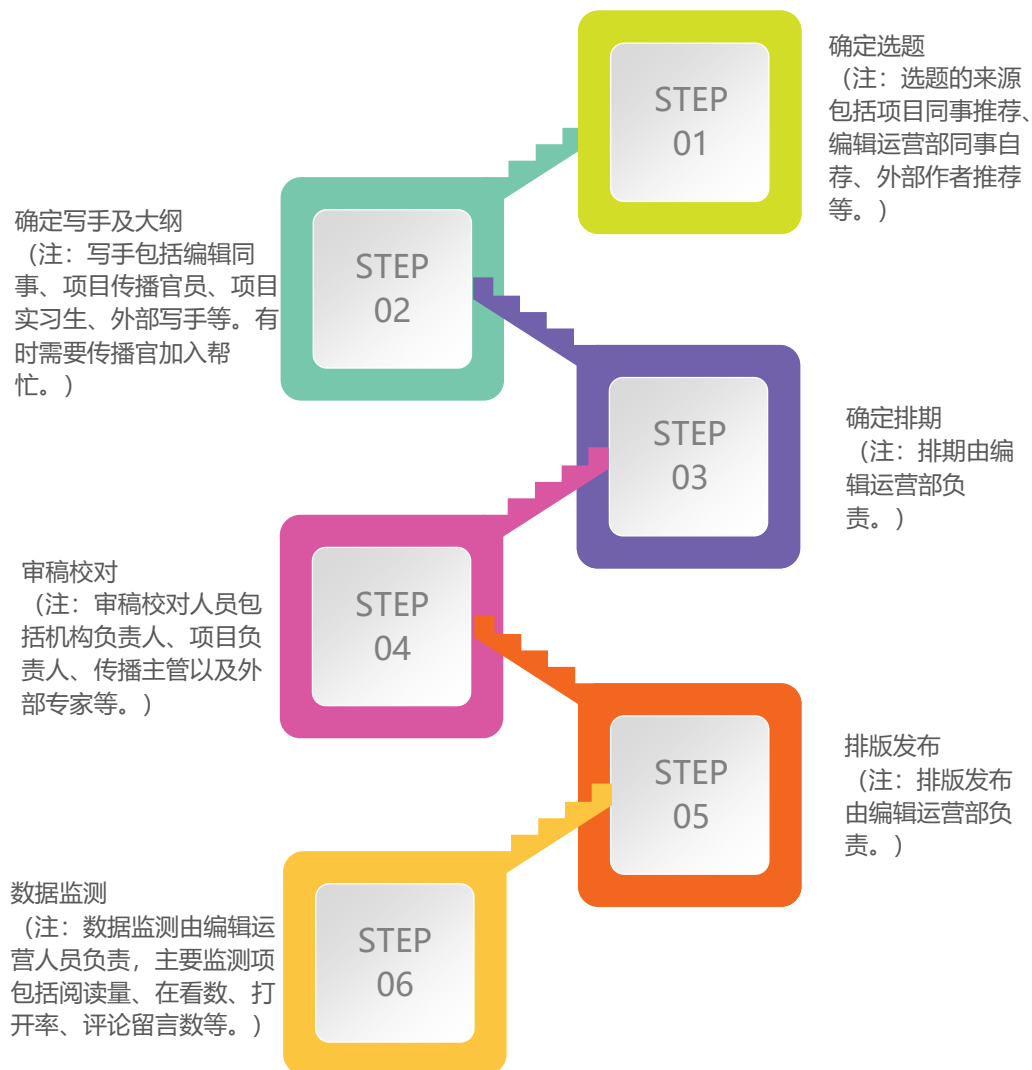 STEP
01
确定选题
（注：选题的来源
包括项目同事推荐、
编辑运营部同事自
荐、外部作者推荐
等。）
确定写手及大纲
（注：写手包括编辑同
事、项目传播官员、项目
实习生、外部写手等。有
时需要传播官加入帮
忙。）
STEP
02
STEP
03
确定排期
（注：排期由编
辑运营部负
责。）
审稿校对
（注：审稿校对人员包
括机构负责人、项目负
责人、传播主管以及外
部专家等。）
STEP
04
STEP
05
排版发布
（注：排版发布
由编辑运营部负
责。）
数据监测
（注：数据监测由编辑运
营人员负责，主要监测项
包括阅读量、在看数、打
开率、评论留言数等。）
STEP
06